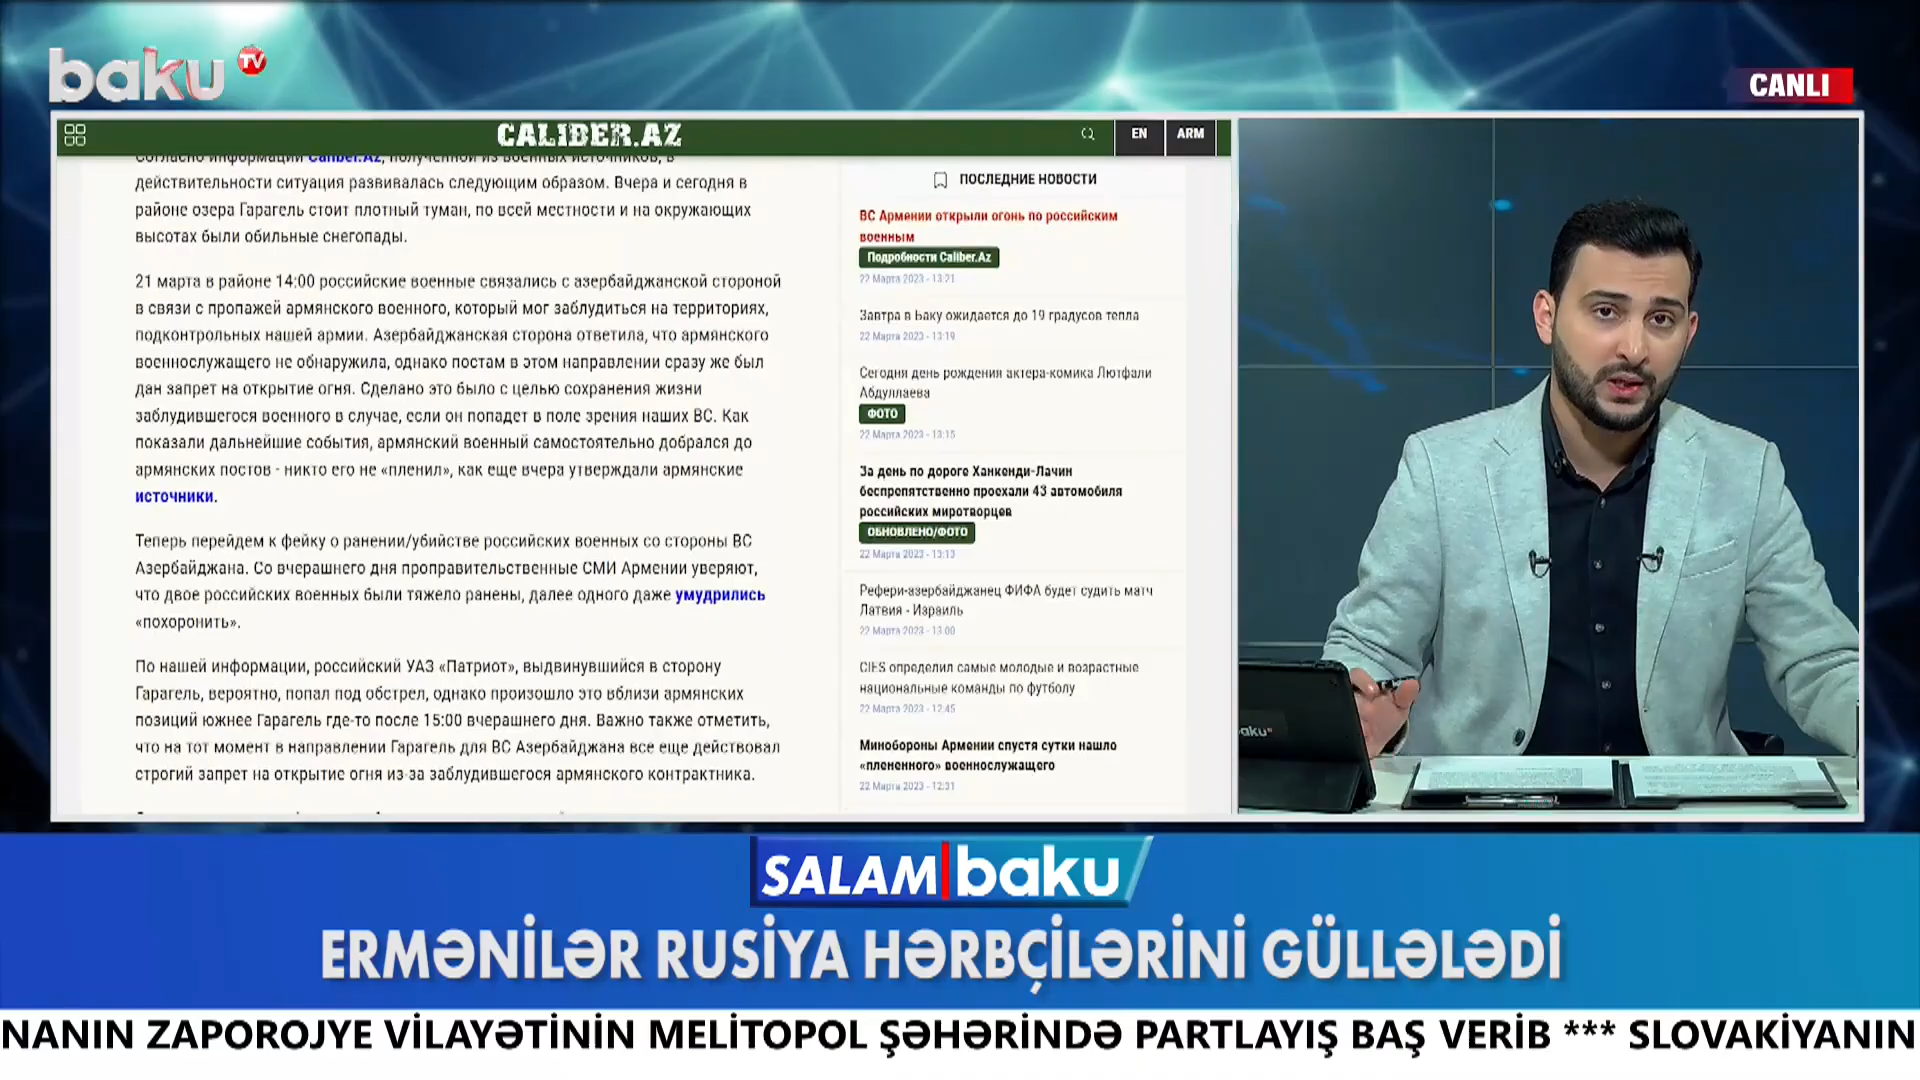 baku TV
CANLI
CALIBER.AZ
EN
ARM
Согласно информации Caliber.Az, полученной из военных источников, в
действительности ситуация развивалась следующим образом. Вчера и сегодня в
районе озера Гарагель стоит плотный туман, по всей местности и на окружающих
высотах были обильные снегопады.
21 марта в районе 14:00 российские военные связались с азербайджанской стороной
в связи с пропажей армянского военного, который мог заблудиться на территориях,
подконтрольных нашей армии. Азербайджанская сторона ответила, что армянского
военнослужащего не обнаружила, однако постам в этом направлении сразу же был
дан запрет на открытие огня. Сделано это было с целью сохранения жизни
заблудившегося военного в случае, если он попадет в поле зрения наших ВС. Как
показали дальнейшие события, армянский военный самостоятельно добрался до
армянских постов - никто его не «пленил», как еще вчера утверждали армянские
источники.
Теперь перейдем к фейку о ранении/убийстве российских военных со стороны ВС
Азербайджана. Со вчерашнего дня проправительственные СМИ Армении уверяют,
что двое российских военных были тяжело ранены, далее одного даже умудрились
«похоронить».
По нашей информации, российский УАЗ «Патриот», выдвинувшийся в сторону
Гарагель, вероятно, попал под обстрел, однако произошло это вблизи армянских
позиций южнее Гарагель где-то после 15:00 вчерашнего дня. Важно также отметить,
что на тот момент в направлении Гарагель для ВС Азербайджана все еще действовал
строгий запрет на открытие огня из-за заблудившегося армянского контрактника.
ПОСЛЕДНИЕ НОВОСТИ
ВС Армении открыли огонь по российским
военным
Подробности Caliber.Az
22 Марта 2023 - 13:21
Завтра в Баку ожидается до 19 градусов тепла
22 Марта 2023 - 13:19
Сегодня день рождения актера-комика Лютфали
Абдуллаева
ФОТО
22 Марта 2023 - 13:15
За день по дороге Ханкенди-Лачин
беспрепятственно проехали 43 автомобиля
российских миротворцев
ОБНОВЛЕНО/ФОТО
22 Марта 2023 - 13:13
Рефери-азербайджанец ФИФА будет судить матч
Латвия - Израиль
22 Марта 2023 - 13:00
CIES определил самые молодые и возрастные
национальные команды по футболу
22 Марта 2023 - 12:45
Минобороны Армении спустя сутки нашло
«плененного» военнослужащего
22 Марта 2023 - 12:31
SALAM baku
ERMƏNİLƏR RUSİYA HƏRBÇİLƏRİNİ GÜLLƏLƏDİ
NANIN ZAPOROJYE VİLAYƏTİNİN MELİTOPOL ŞƏHƏRİNDƏ PARTLAYIŞ BAŞ VERİB *** SLOVAKİYANIN